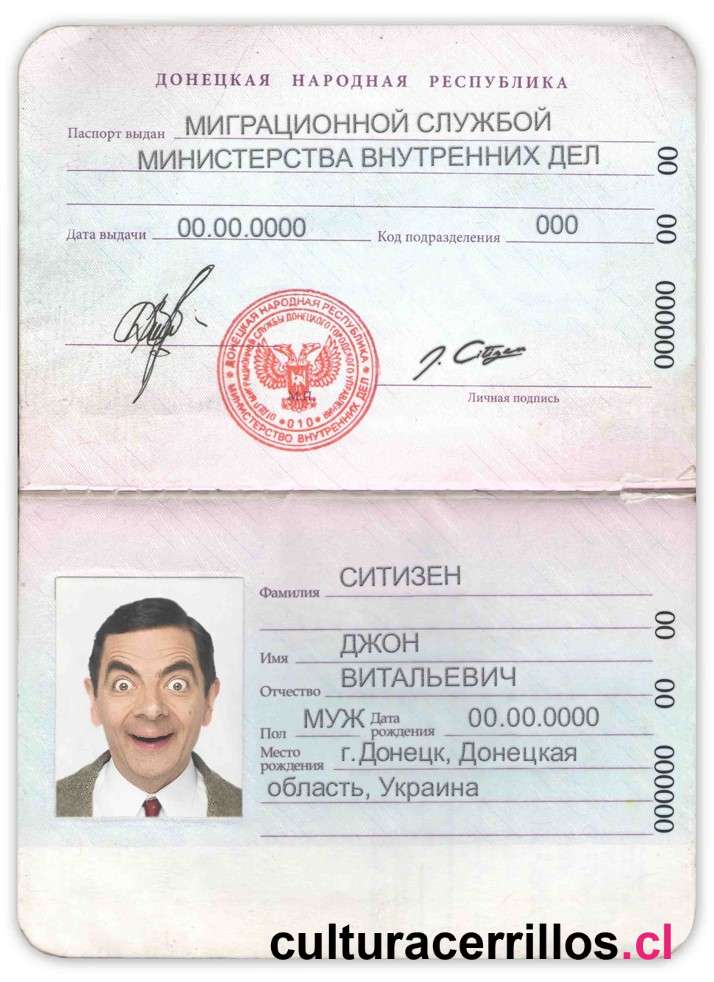 ДОНЕЦКАЯ НАРОДНАЯ РЕСПУБЛИКА
Паспорт выдан МИГРАЦИОННОЙ СЛУЖБОЙ
МИНИСТЕРСТВА ВНУТРЕННИХ ДЕЛ
00 00 000000
Дата выдачи 00.00.0000 Код подразделения 000
ДОНЕЦКАЯ НАРОДНАЯ РЕСПУБЛИКА
МИНИСТЕРСТВО ВНУТРЕННИХ ДЕЛ
010
М.П.
J. Citizen
Личная подпись
Фамилия СИТИЗЕН
Имя ДЖОН
Отчество ВИТАЛЬЕВИЧ
Пол МУЖ Дата рождения 00.00.0000
Место рождения г.Донецк, Донецкая
область, Украина
00 00 000000
culturacerrillos.cl